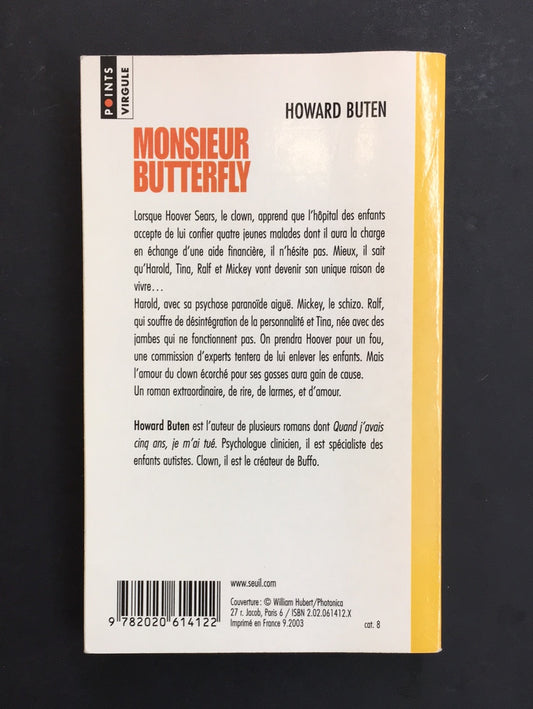 POINTS
VIRGULE
HOWARD BUTEN
MONSIEUR
BUTTERFLY
Lorsque Hoover Sears, le clown, apprend que l'hôpital des enfants
accepte de lui confier quatre jeunes malades dont il aura la charge
en échange d'une aide financière, il n'hésite pas. Mieux, il sait
qu'Harold, Tina, Ralf et Mickey vont devenir son unique raison de
vivre…
Harold, avec sa psychose paranoïde aiguë. Mickey, le schizo. Ralf,
qui souffre de désintégration de la personnalité et Tina, née avec des
jambes qui ne fonctionnent pas. On prendra Hoover pour un fou,
une commission d'experts tentera de lui enlever les enfants. Mais
l'amour du clown écorché pour ses gosses aura gain de cause.
Un roman extraordinaire, de rire, de larmes, et d'amour.
Howard Buten est l'auteur de plusieurs romans dont Quand j'avais
cinq ans, je m'ai tué. Psychologue clinicien, il est spécialiste des
enfants autistes. Clown, il est le créateur de Buffo.
www.seuil.com
Couverture : © William Hubert/Photonica
27 r. Jacob, Paris 6 / ISBN 2.02.061412.X
Imprimé en France 9.2003
cat. 8
9 782020 614122